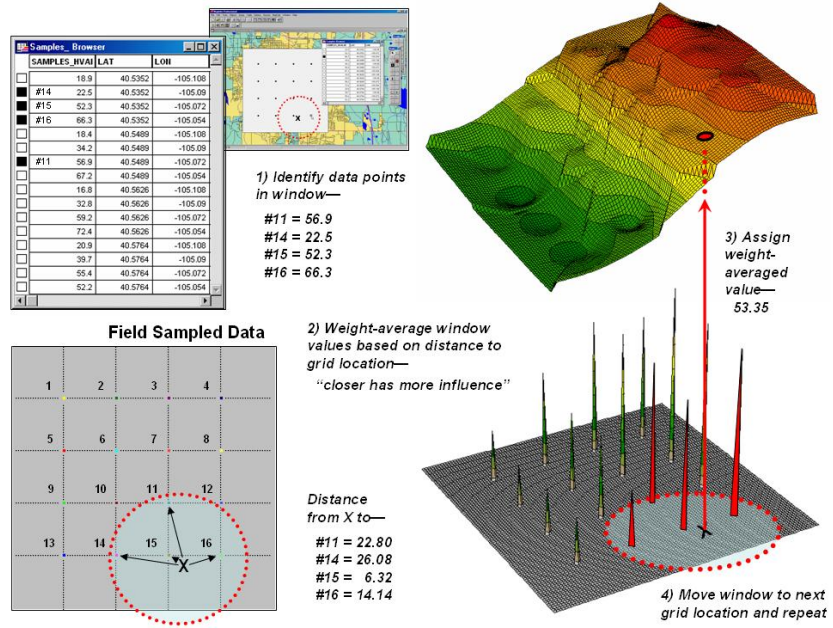 Samples_ Browser
SAMPLES_HVAI LAT LON
18.9 40.5352 -105.108
#14 22.5 40.5352 -105.09
#15 52.3 40.5352 -105.072
#16 66.3 40.5352 -105.054
18.4 40.5489 -105.108
34.2 40.5489 -105.09
#11 56.9 40.5489 -105.072
67.2 40.5489 -105.054
16.8 40.5626 -105.108
32.8 40.5626 -105.09
59.2 40.5626 -105.072
72.4 40.5626 -105.054
20.9 40.5764 -105.108
39.7 40.5764 -105.09
55.4 40.5764 -105.072
52.2 40.5764 -105.054
X
1) Identify data points
in window—
#11 = 56.9
#14 = 22.5
#15 = 52.3
#16 = 66.3
3) Assign
weight-
averaged
value—
53.35
Field Sampled Data
1 2 3 4
5 6 7 8
9 10 11 12
13 14 15 16
X
2) Weight-average window
values based on distance to
grid location—
“closer has more influence”
Distance
from X to—
#11 = 22.80
#14 = 26.08
#15 = 6.32
#16 = 14.14
X
4) Move window to next
grid location and repeat